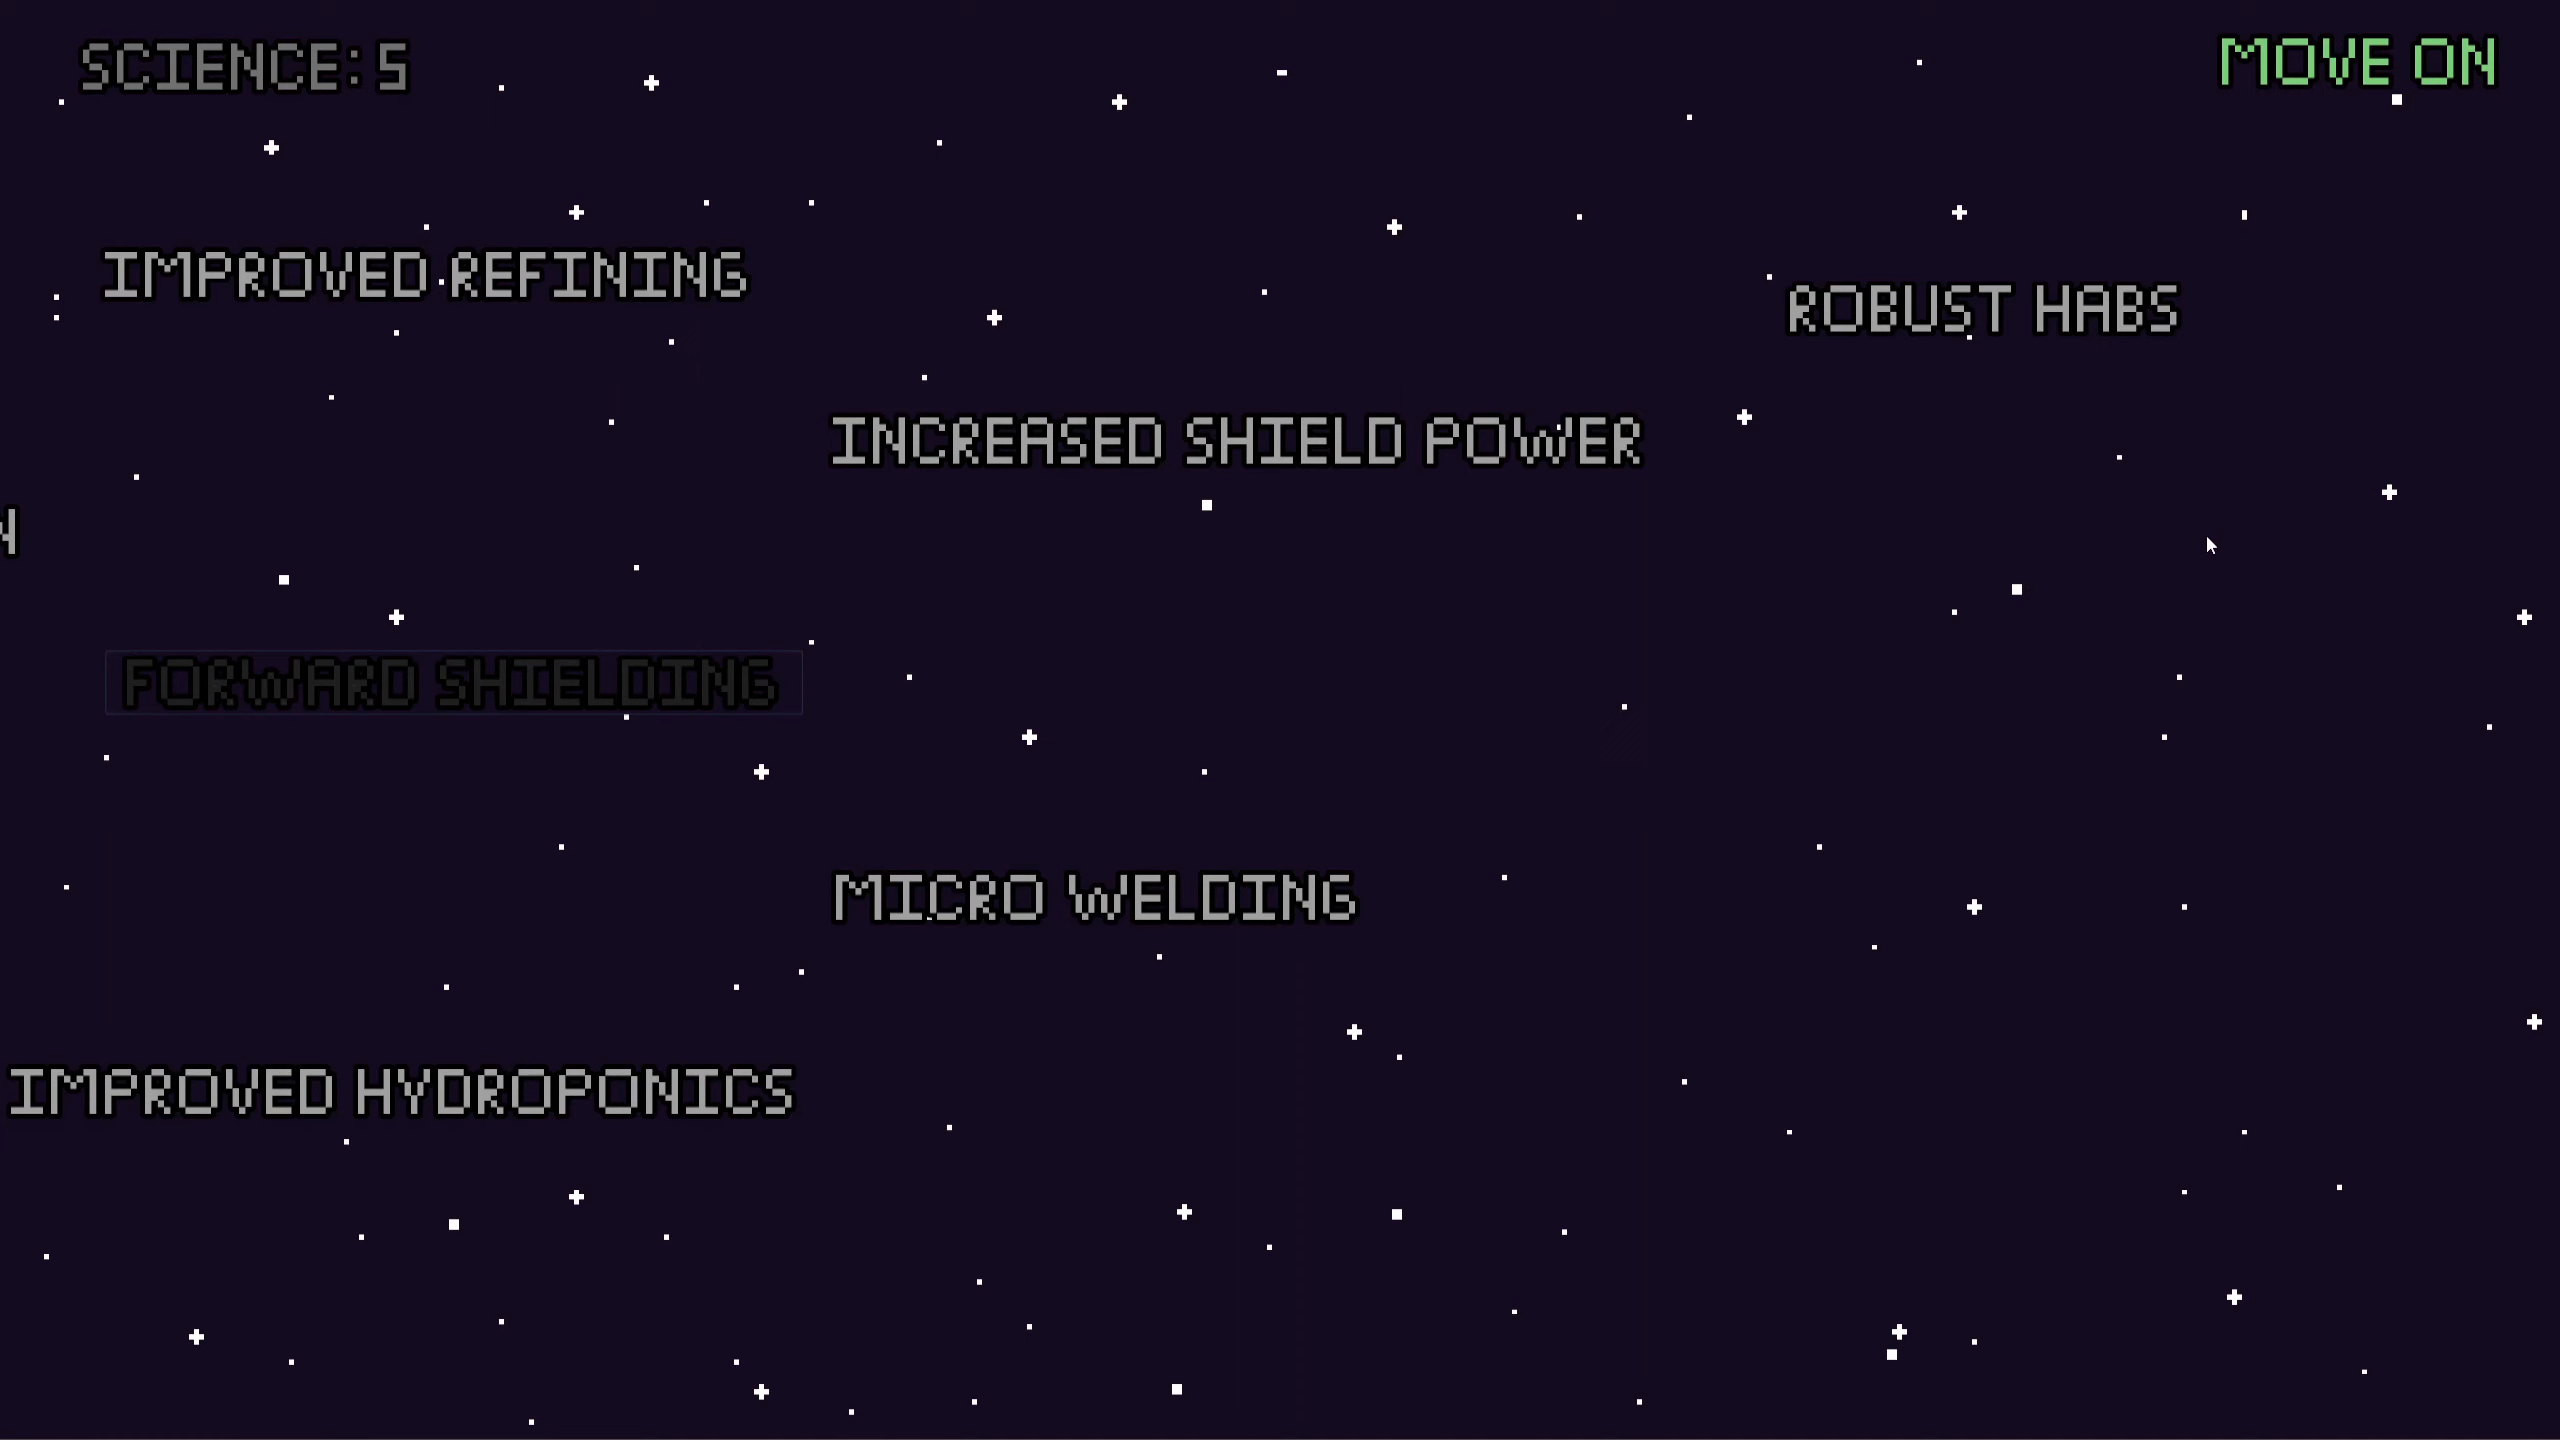 SCIENCE:5
MOVE ON
IMPROVED REFINING
ROBUST HABS
INCREASED SHIELD POWER
N
FORWARD SHIELDING
MICRO WELDING
IMPROVED HYDROPONICS